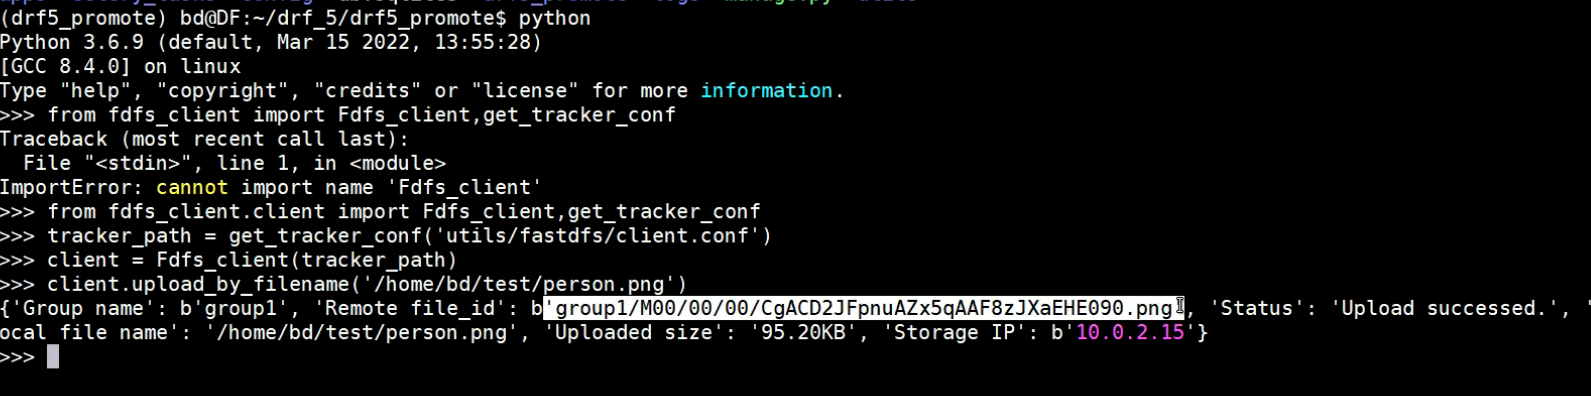 (drf5_promote) bd@DF:~/drf_5/drf5_promote$ python
Python 3.6.9 (default, Mar 15 2022, 13:55:28)
[GCC 8.4.0] on linux
Type "help", "copyright", "credits" or "license" for more information.
>>> from fdfs_client import Fdfs_client,get_tracker_conf
Traceback (most recent call last):
  File "<stdin>", line 1, in <module>
ImportError: cannot import name 'Fdfs_client'
>>> from fdfs_client.client import Fdfs_client,get_tracker_conf
>>> tracker_path = get_tracker_conf('utils/fastdfs/client.conf')
>>> client = Fdfs_client(tracker_path)
>>> client.upload_by_filename('/home/bd/test/person.png')
{'Group name': b'group1', 'Remote file_id': b'group1/M00/00/00/CgACD2JFpnuAZx5qAAF8zJXaEHE090.png', 'Status': 'Upload successed.', '
ocal file name': '/home/bd/test/person.png', 'Uploaded size': '95.20KB', 'Storage IP': b'10.0.2.15'}
>>>